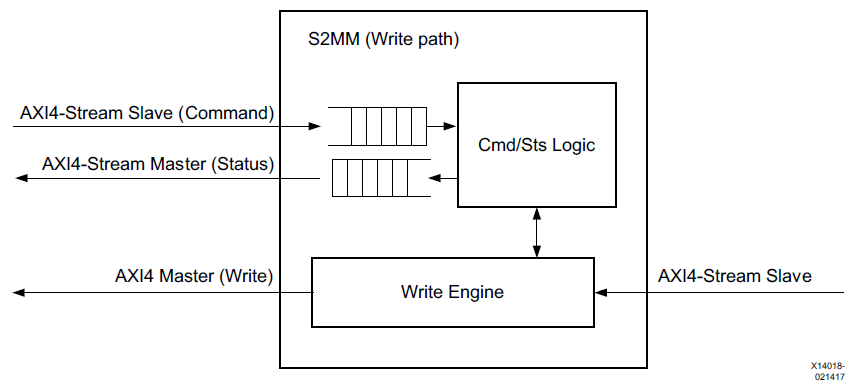 S2MM (Write path)
AXI4-Stream Slave (Command)
Cmd/Sts Logic
AXI4-Stream Master (Status)
AXI4 Master (Write)
Write Engine
AXI4-Stream Slave
X14018-
021417